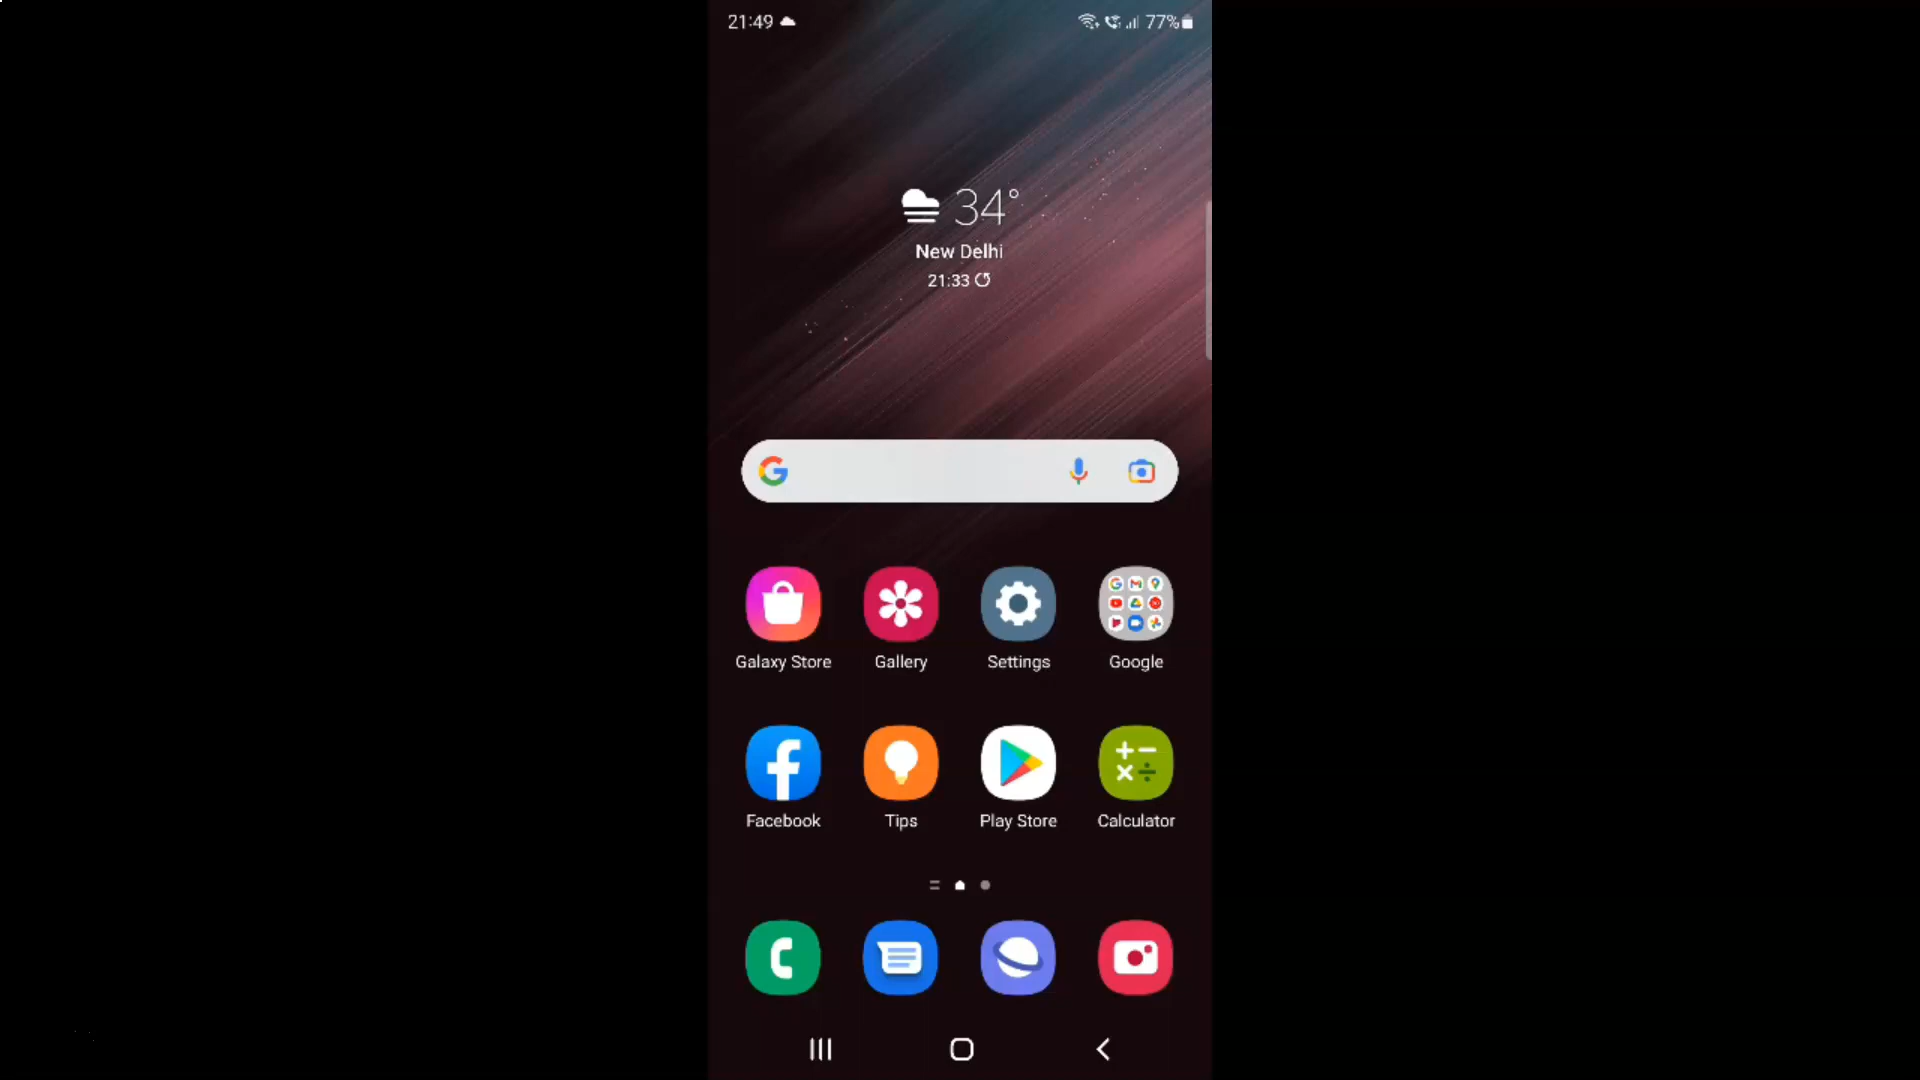 21:49 77%
34°
New Delhi
21:33
Galaxy Store Gallery Settings Google
Facebook Tips Play Store Calculator